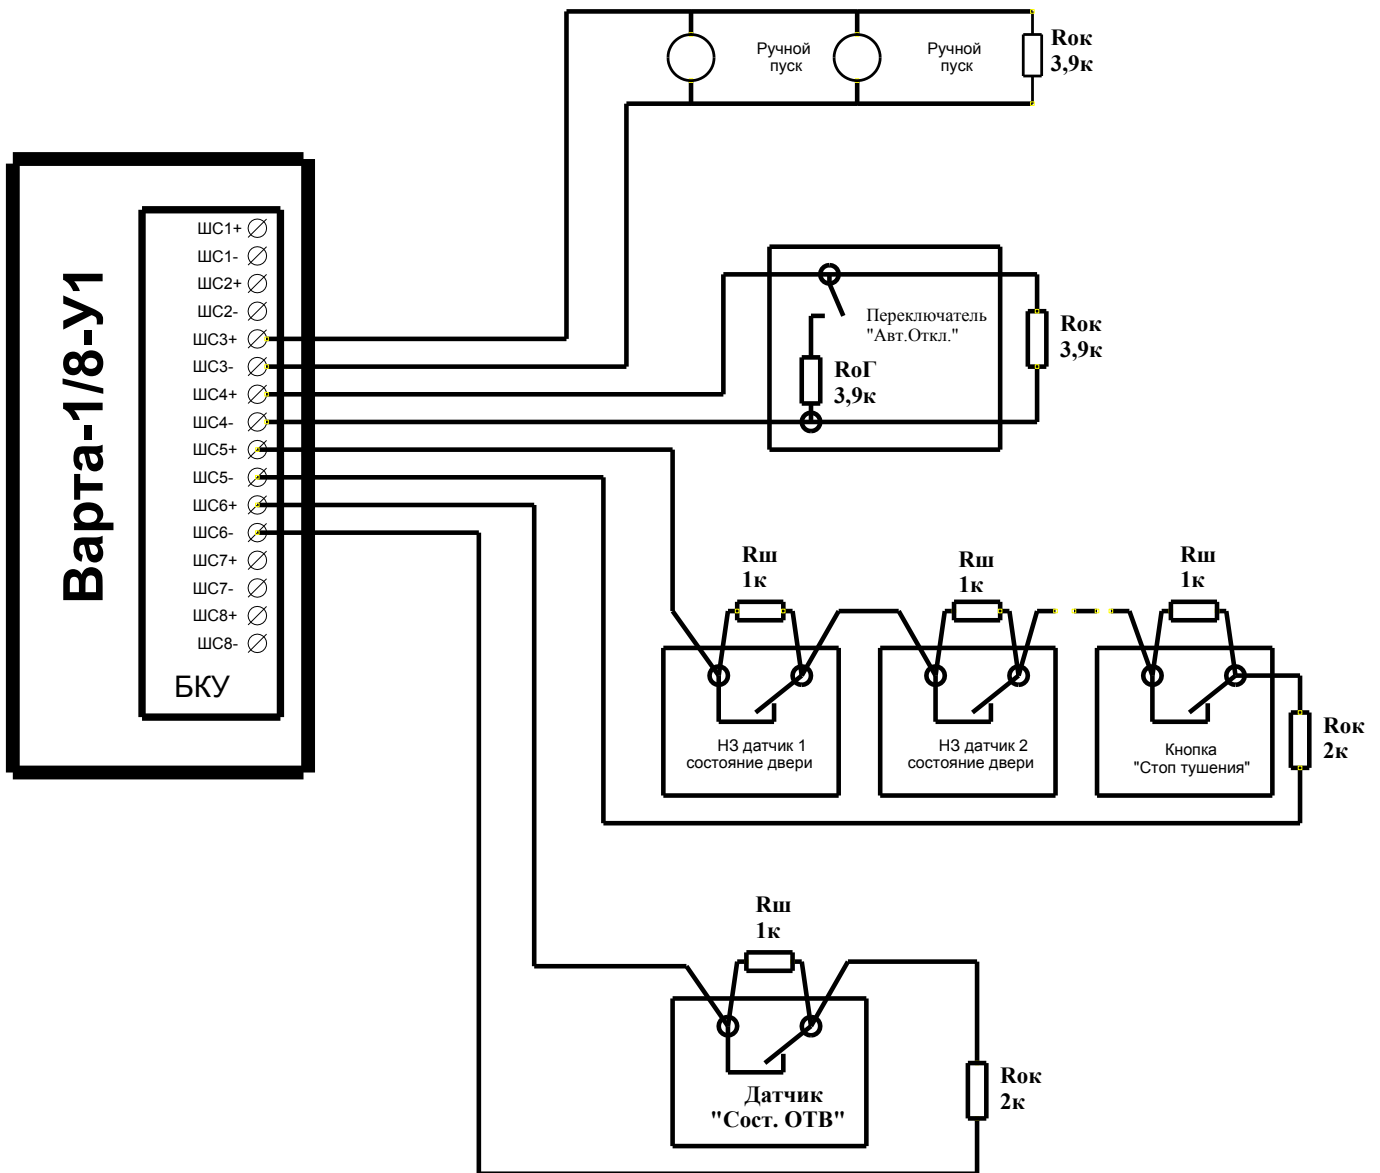 Ручной
пуск
Ручной
пуск
Rок
3,9к
Варта-1/8-У1
ШС1+
ШС1-
ШС2+
ШС2-
ШС3+
ШС3-
ШС4+
ШС4-
ШС5+
ШС5-
ШС6+
ШС6-
ШС7+
ШС7-
ШС8+
ШС8-
БКУ
Переключатель
"Авт.Откл."
RоГ
3,9к
Rок
3,9к
Rш
1к
Rш
1к
Rш
1к
НЗ датчик 1
состояние двери
НЗ датчик 2
состояние двери
Кнопка
"Стоп тушения"
Rок
2к
Rш
1к
Датчик
"Сост. ОТВ"
Rок
2к